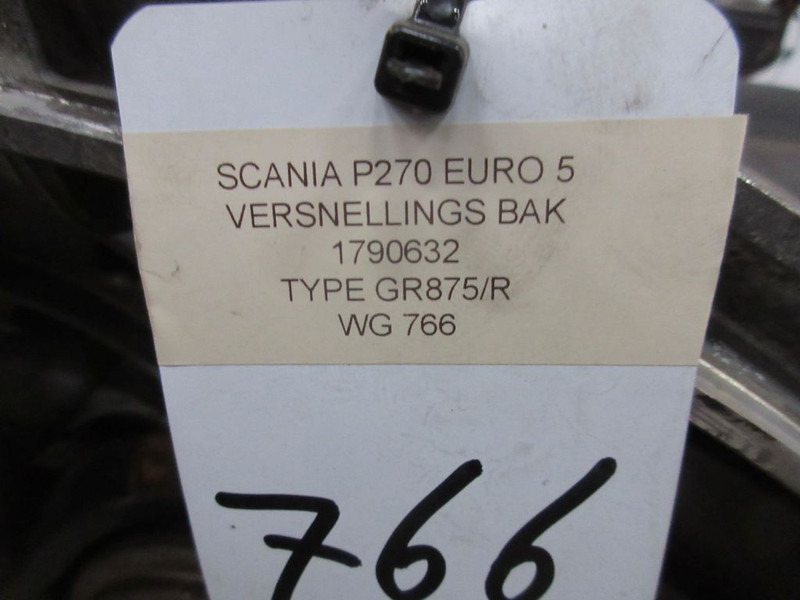 SCANIA P270 EURO 5
VERSNELLINGS BAK
1790632
TYPE GR875/R
WG 766
766